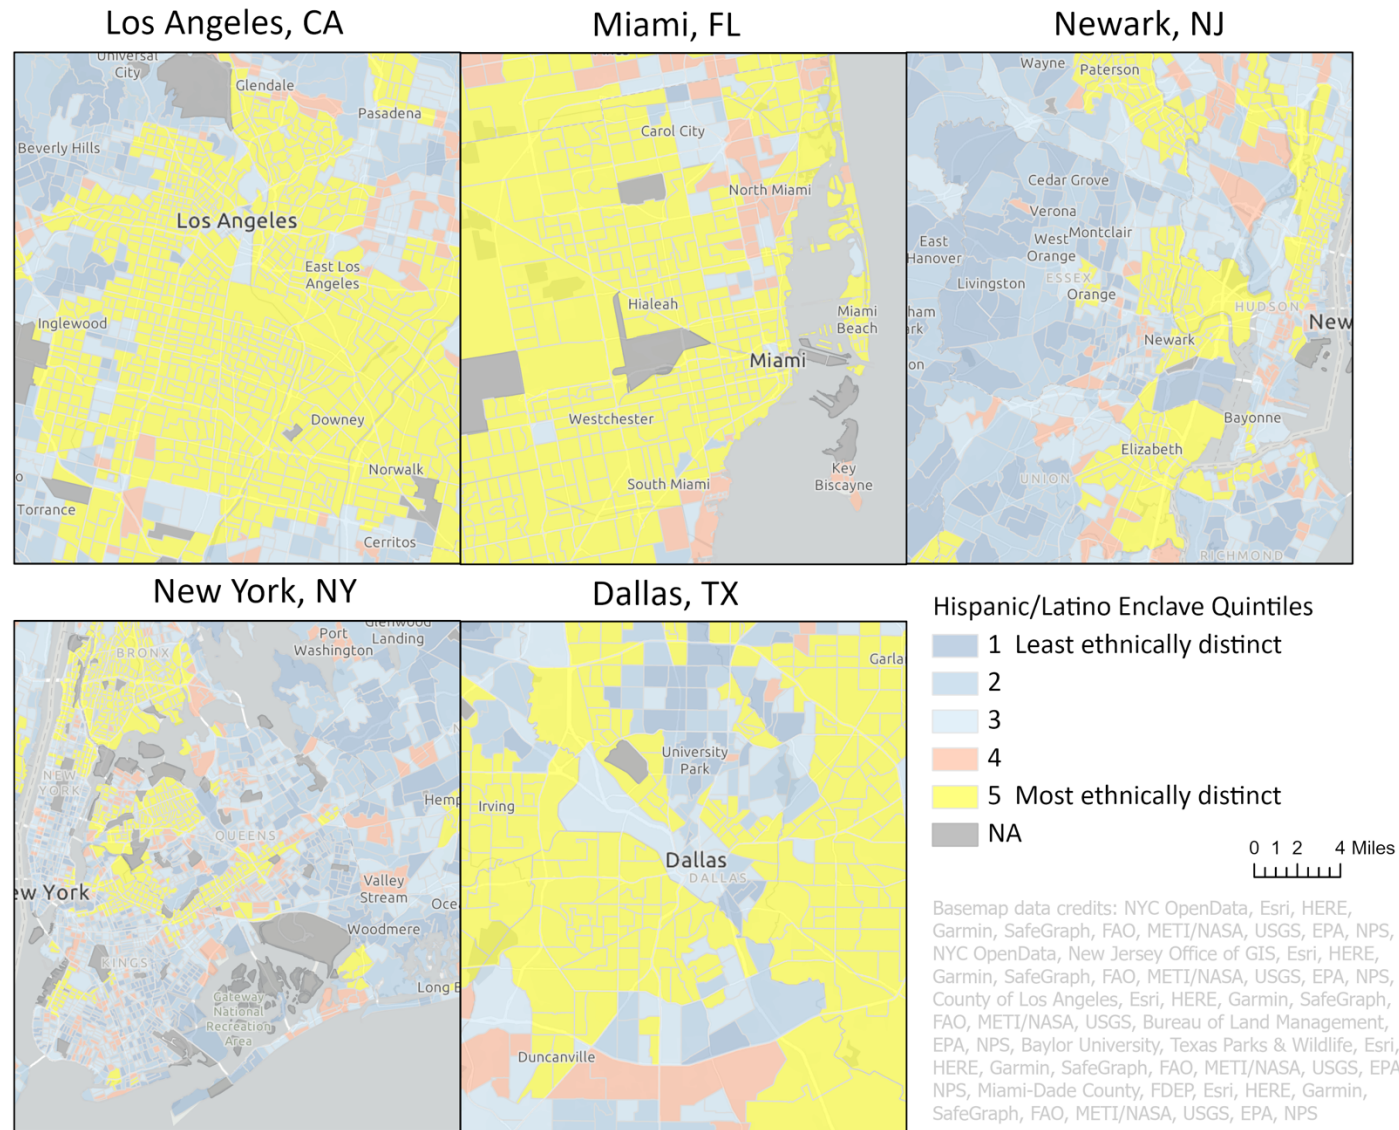 Los Angeles, CA
Miami, FL
Newark, NJ
Universal
City
Glendale
Pasadena
Beverly Hills
Los Angeles
East Los
Angeles
Inglewood
Downey
Norwalk
Torrance
Cerritos
Carol City
North Miami
Hialeah
Miami
Beach
Miami
Westchester
South Miami
Key
Biscayne
Wayne
Paterson
Cedar Grove
Verona
West
Orange
Montclair
East
Hanover
Livingston
ESSEX
Orange
HUDSON
ham
ark
New
Newark
on
Bayonne
Elizabeth
UNION
RICHMOND
New York, NY
Dallas, TX
BRONX
Port
Washington
Glenwood
Landing
NEW
YORK
QUEENS
Hemp
ew York
Valley
Stream
Ocea
Woodmere
KINGS
Gateway
National
Recreation
Area
Long B
Garla
University
Park
Irving
Dallas
DALLAS
Duncanville
Hispanic/Latino Enclave Quintiles
1 Least ethnically distinct
2
3
4
5 Most ethnically distinct
NA
0 1 2 4 Miles
Basemap data credits: NYC OpenData, Esri, HERE,
Garmin, SafeGraph, FAO, METI/NASA, USGS, EPA, NPS,
NYC OpenData, New Jersey Office of GIS, Esri, HERE,
Garmin, SafeGraph, FAO, METI/NASA, USGS, EPA, NPS,
County of Los Angeles, Esri, HERE, Garmin, SafeGraph,
FAO, METI/NASA, USGS, Bureau of Land Management,
EPA, NPS, Baylor University, Texas Parks & Wildlife, Esri,
HERE, Garmin, SafeGraph, FAO, METI/NASA, USGS, EPA
NPS, Miami-Dade County, FDEP, Esri, HERE, Garmin,
SafeGraph, FAO, METI/NASA, USGS, EPA, NPS